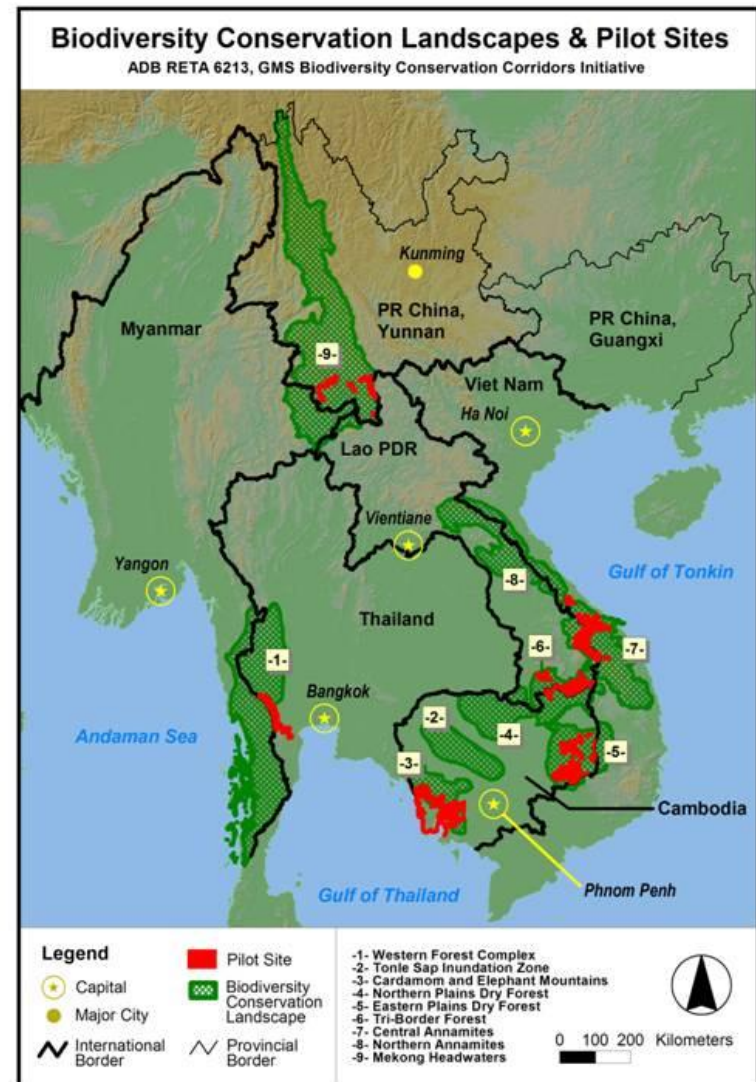 Biodiversity Conservation Landscapes & Pilot Sites
ADB RETA 6213, GMS Biodiversity Conservation Corridors Initiative
Kunming
Myanmar
PR China,
Yunnan
PR China,
Guangxi
-9-
Viet Nam
Ha Noi
Lao PDR
Vientiane
Yangon
-8-
Gulf of Tonkin
Thailand
-1-
-6-
-7-
Bangkok
Andaman Sea
-2-
-4-
-3-
-5-
Cambodia
Phnom Penh
Gulf of Thailand
Legend
Capital
Major City
International
Border
Pilot Site
Biodiversity
Conservation
Landscape
Provincial
Border
-1- Western Forest Complex
-2- Tonle Sap Inundation Zone
-3- Cardamom and Elephant Mountains
-4- Northern Plains Dry Forest
-5- Eastern Plains Dry Forest
-6- Tri-Border Forest
-7- Central Annamites
-8- Northern Annamites
-9- Mekong Headwaters
0 100 200 Kilometers